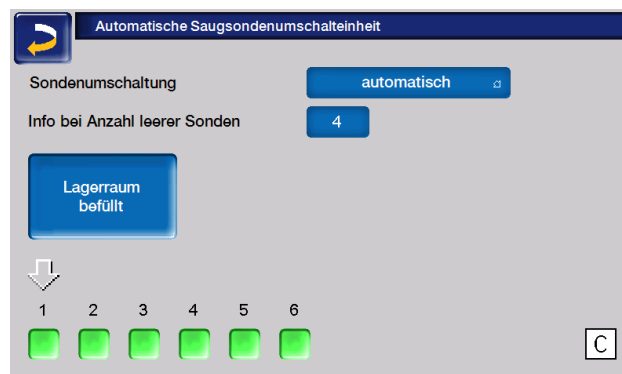 Automatische Saugsondenumschalteinheit
Sondenumschaltung automatisch
Info bei Anzahl leerer Sonden 4
Lagerraum
befüllt
1 2 3 4 5 6
C